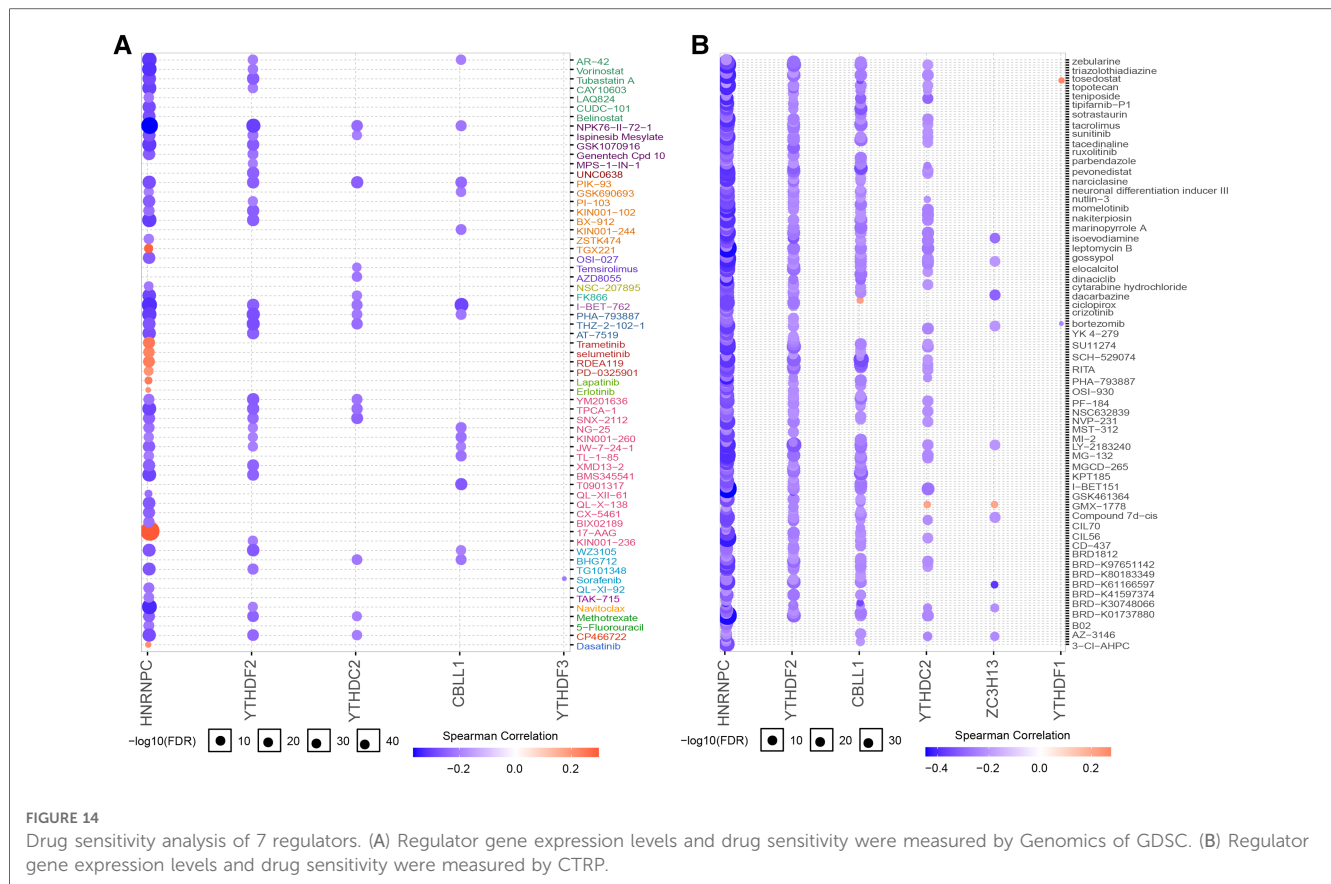 A
AR-42
Vorinostat
Tubastatin A
CAY10603
LAQ824
CUDC-101
Belinostat
NPK76-II-72-1
Ispinesib Mesylate
GSK1070916
Genentech Cpd 10
MPS-1-IN-1
UNC0638
PIK-93
GSK690693
PI-103
KIN001-102
BX-912
KIN001-244
ZSTK474
TGX221
OSI-027
Temsirolimus
AZD8055
NSC-207895
FK866
I-BET-762
PHA-793887
THZ-2-102-1
AT-7519
Trametinib
selumetinib
RDEA119
PD-0325901
Lapatinib
Erlotinib
YM201636
TPCA-1
SNX-2112
NG-25
KIN001-260
JW-7-24-1
TL-1-85
XMD13-2
BMS345541
T0901317
QL-XII-61
QL-X-138
CX-5461
BIX02189
17-AAG
KIN001-236
WZ3105
BHG712
TG101348
Sorafenib
QL-XI-92
TAK-715
Navitoclax
Methotrexate
5-Fluorouracil
CP466722
Dasatinib
HNRNPC
YTHDF2
YTHDC2
CBLL1
YTHDF3
-log10(FDR) 10 20 30 40
Spearman Correlation
-0.2 0.0 0.2
B
zebularine
triazolothiadiazine
tosedostat
topotecan
teniposide
tipifarnib-P1
sotrastaurin
tacrolimus
sunitinib
tacedinaline
ruxolitinib
parbendazole
pevonedistat
narciclasine
neuronal differentiation inducer III
nutlin-3
momelotinib
nakiterpiosin
marinopyrrole A
isoevodiamine
leptomycin B
gossypol
elocalcitol
dinaciclib
cytarabine hydrochloride
dacarbazine
ciclopirox
crizotinib
bortezomib
YK 4-279
SU11274
SCH-529074
RITA
PHA-793887
OSI-930
PF-184
NSC632839
NVP-231
MST-312
MI-2
LY-2183240
MG-132
MGCD-265
KPT185
I-BET151
GSK461364
GMX-1778
Compound 7d-cis
CIL70
CIL56
CD-437
BRD1812
BRD-K97651142
BRD-K80183349
BRD-K61166597
BRD-K41597374
BRD-K30748066
BRD-K01737880
B02
AZ-3146
3-Cl-AHPC
HNRNPC
YTHDF2
CBLL1
YTHDC2
ZC3H13
YTHDF1
-log10(FDR) 10 20 30
Spearman Correlation
-0.4 -0.2 0.0 0.2
FIGURE 14
Drug sensitivity analysis of 7 regulators. (A) Regulator gene expression levels and drug sensitivity were measured by Genomics of GDSC. (B) Regulator
gene expression levels and drug sensitivity were measured by CTRP.